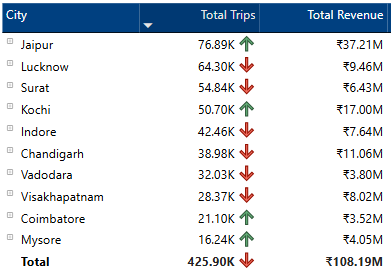 City Total Trips Total Revenue
Jaipur 76.89K ₹37.21M
Lucknow 64.30K ₹9.46M
Surat 54.84K ₹6.43M
Kochi 50.70K ₹17.00M
Indore 42.46K ₹7.64M
Chandigarh 38.98K ₹11.06M
Vadodara 32.03K ₹3.80M
Visakhapatnam 28.37K ₹8.02M
Coimbatore 21.10K ₹3.52M
Mysore 16.24K ₹4.05M
Total 425.90K ₹108.19M